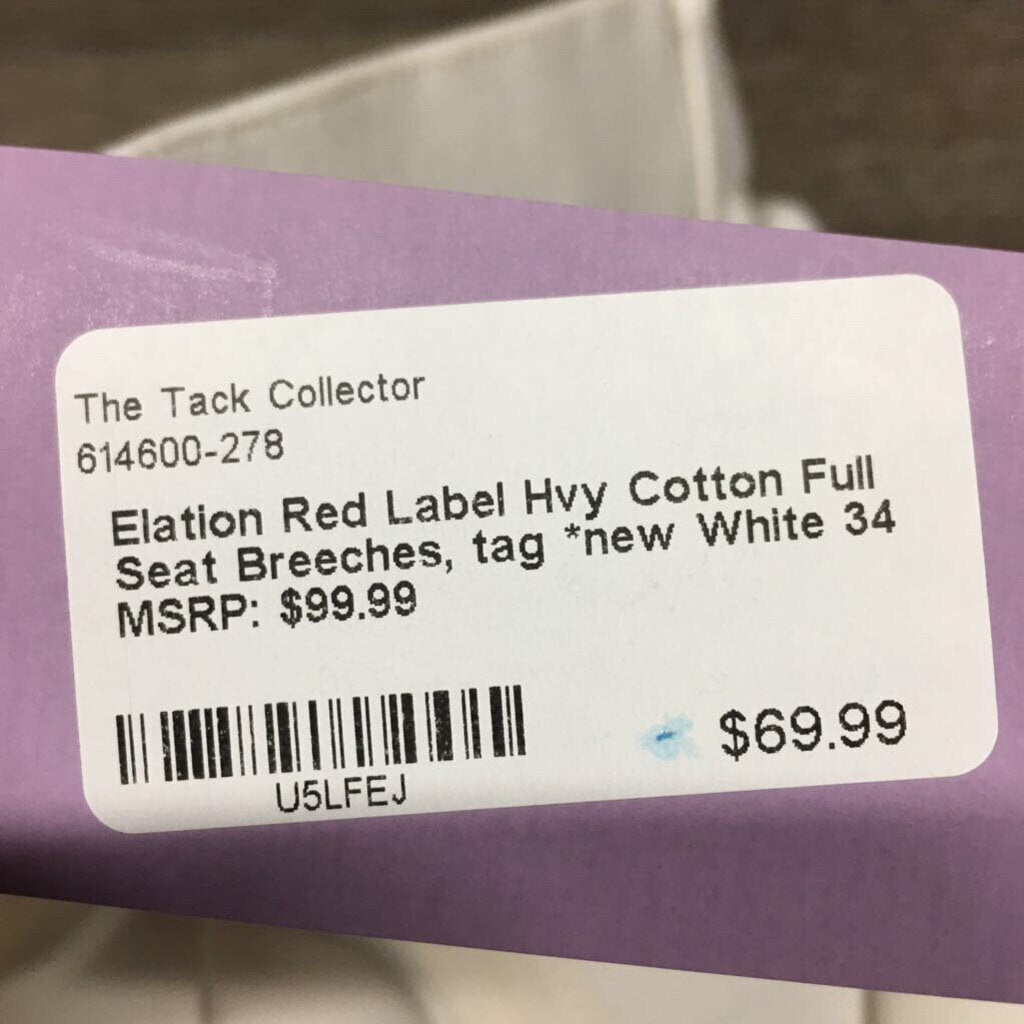 The Tack Collector
614600-278
Elation Red Label Hvy Cotton Full
Seat Breeches, tag *new White 34
MSRP: $99.99
$69.99
U5LFEJ